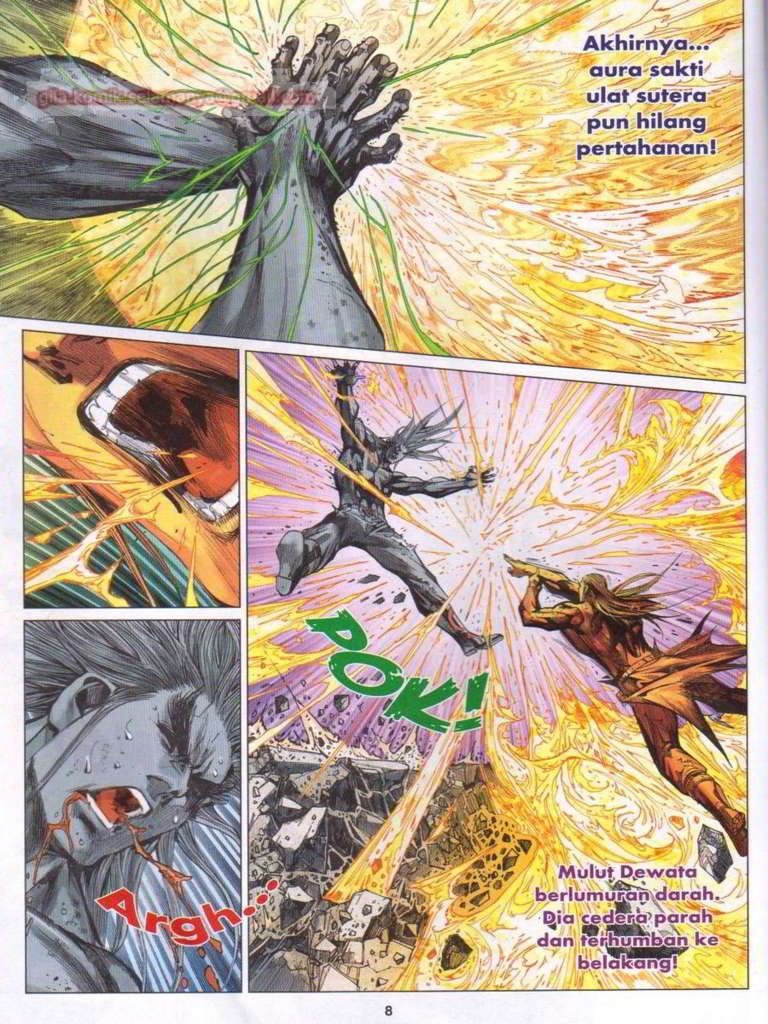 Akhirnya...
aura sakti
ulat sutera
pun hilang
pertahanan!
POK!
Argh...
Mulut Dewata
berlumuran darah.
Dia cedera parah
dan terhumban ke
belakang!
8